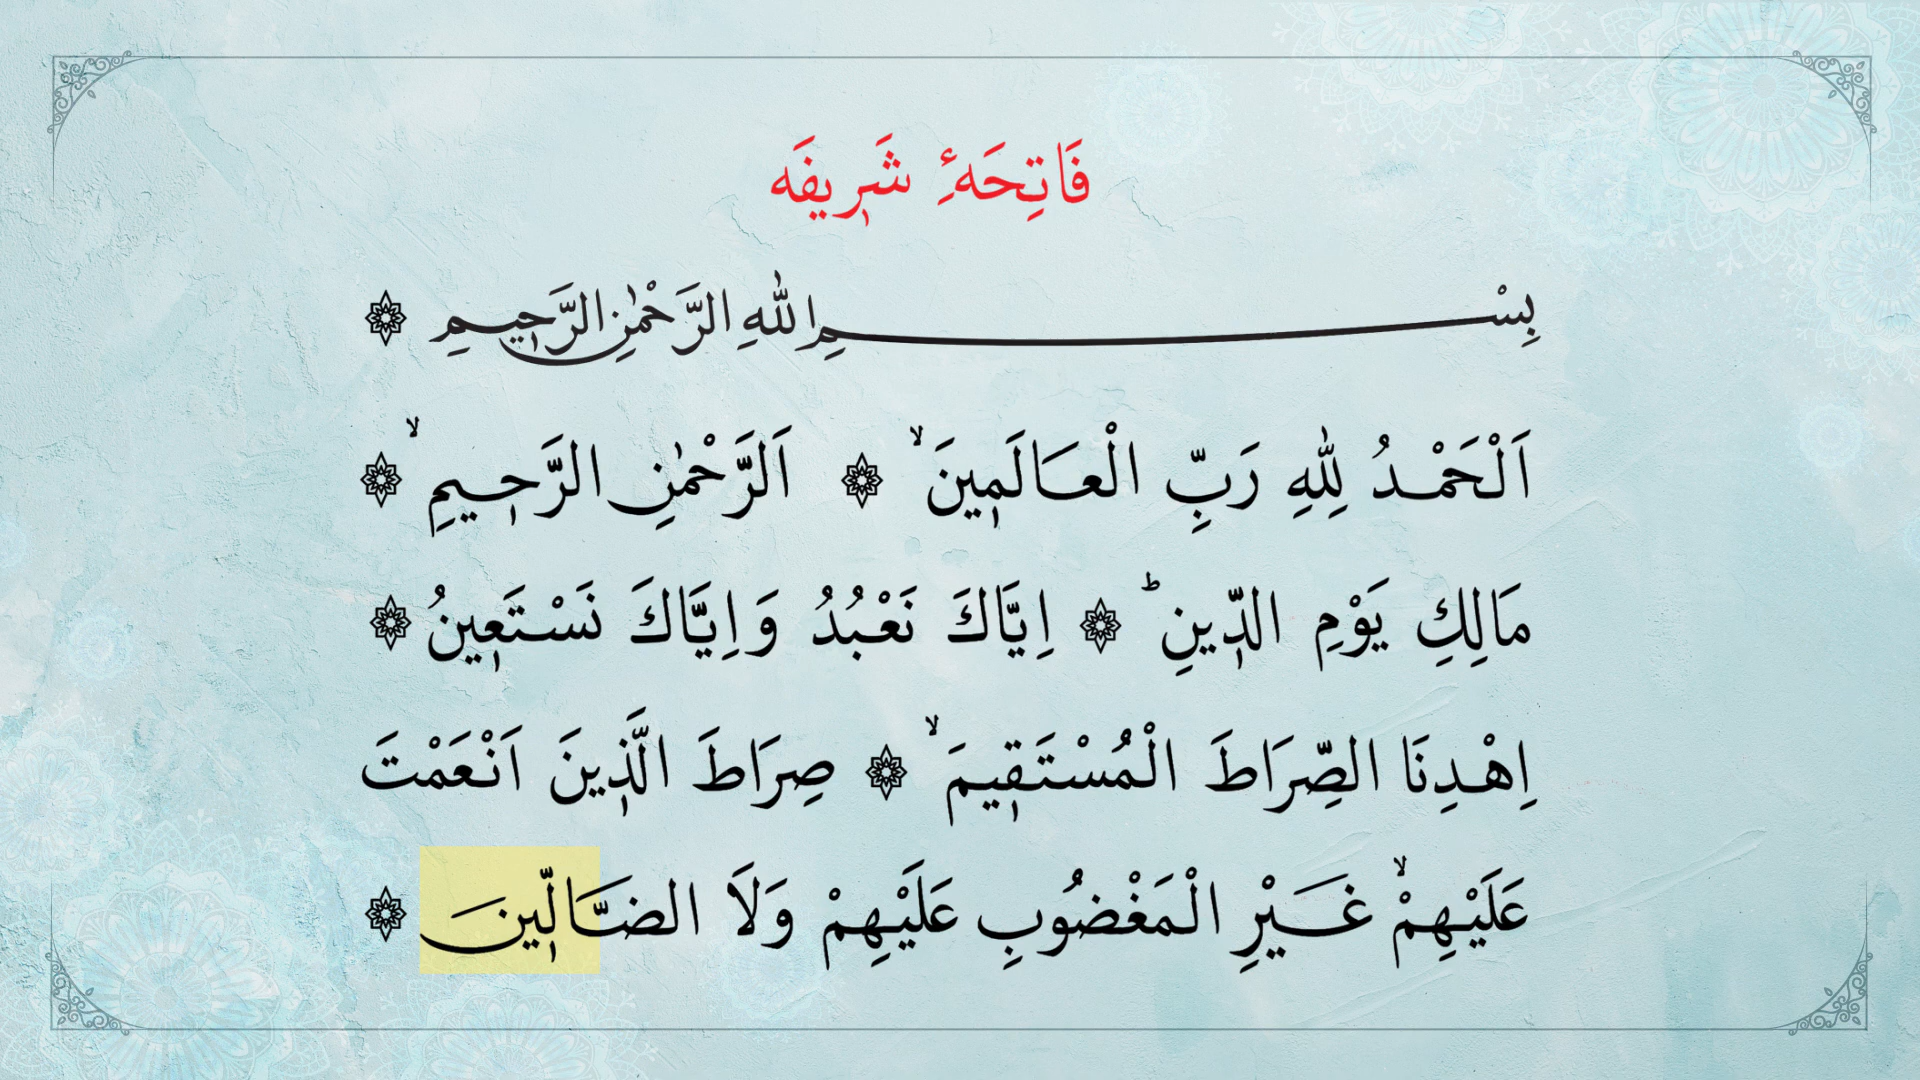 فَاتِحَهٔ شَرِيفَه
بِسْمِ اللّٰهِ الرَّحْمٰنِ الرَّحِيمِ ۞
اَلْحَمْدُ لِلّٰهِ رَبِّ الْعَالَمِينَ ۙ ۞ اَلرَّحْمٰنِ الرَّحِيمِ ۙ ۞
مَالِكِ يَوْمِ الدِّينِ ؕ ۞ اِيَّاكَ نَعْبُدُ وَاِيَّاكَ نَسْتَعِينُ ۞
اِهْدِنَا الصِّرَاطَ الْمُسْتَقِيمَ ۙ ۞ صِرَاطَ الَّذِينَ اَنْعَمْتَ
عَلَيْهِمْ ۙ غَيْرِ الْمَغْضُوبِ عَلَيْهِمْ وَلَا الضَّٓالِّينَ ۞